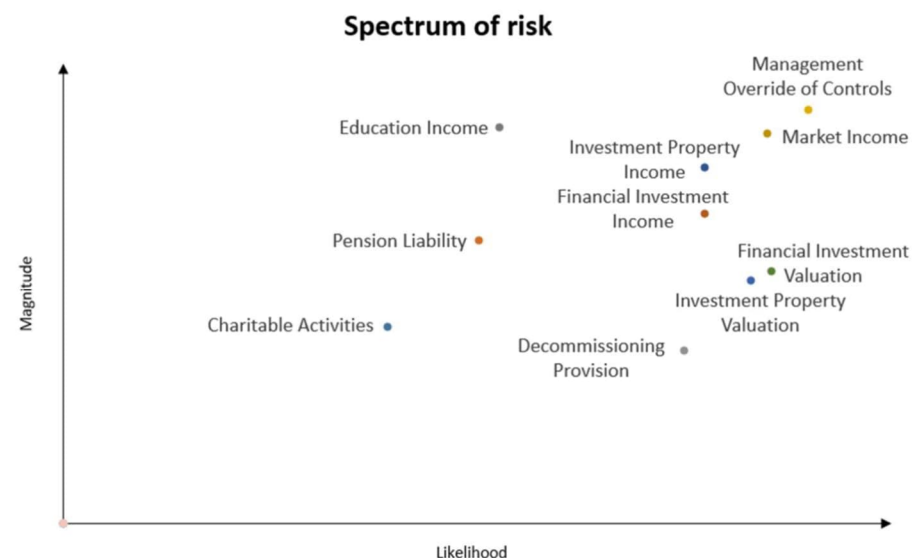 Spectrum of risk
Management
Override of Controls
Education Income
Market Income
Investment Property
Income
Financial Investment
Income
Pension Liability
Financial Investment
Valuation
Investment Property
Valuation
Charitable Activities
Decommissioning
Provision
Magnitude
Likelihood